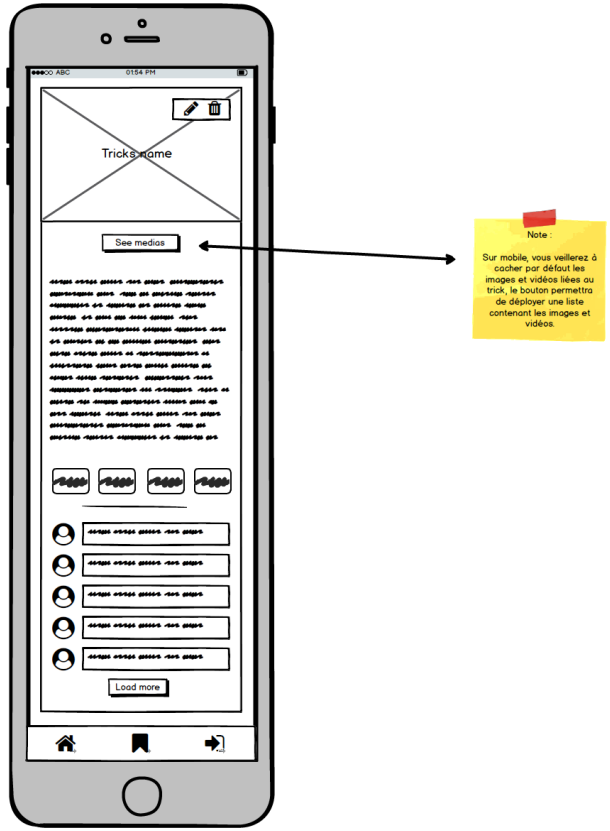 ABC 01:54 PM
Tricks name
See medias
Load more
Note :
Sur mobile, vous veillerez à
cacher par défaut les
images et vidéos liées au
trick, le bouton permettra
de déployer une liste
contenant les images et
vidéos.